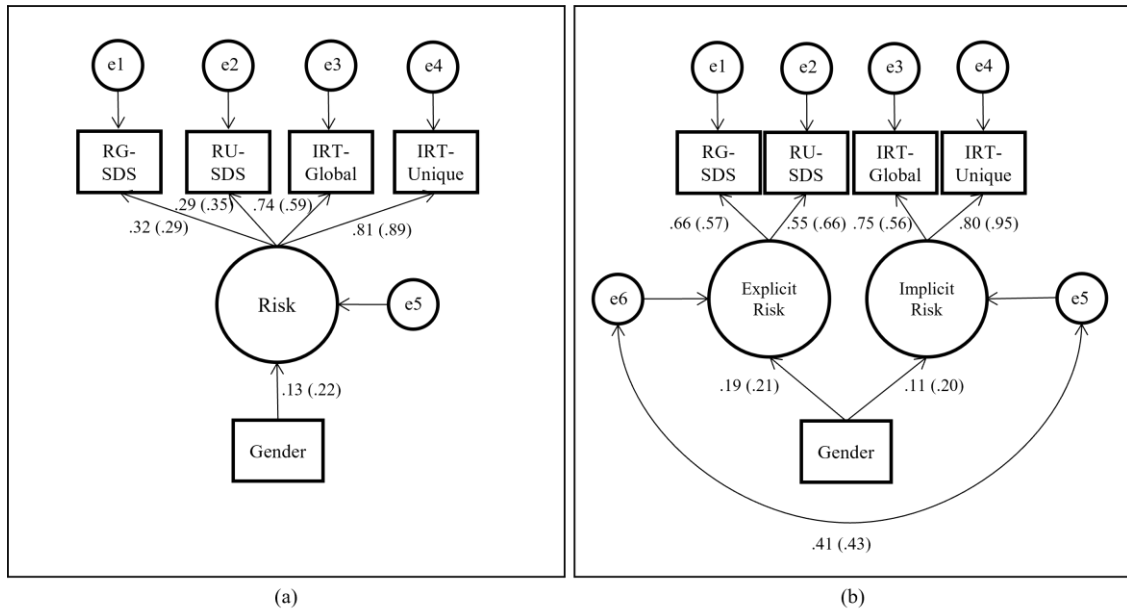 e1
e2
e3
e4
RG-
SDS
RU-
SDS
IRT-
Global
IRT-
Unique
.32 (.29)
.29 (.35)
.74 (.59)
.81 (.89)
Risk
e5
.13 (.22)
Gender
(a)
e1
e2
e3
e4
RG-
SDS
RU-
SDS
IRT-
Global
IRT-
Unique
.66 (.57)
.55 (.66)
.75 (.56)
.80 (.95)
e6
Explicit
Risk
Implicit
Risk
e5
.19 (.21)
.11 (.20)
Gender
.41 (.43)
(b)